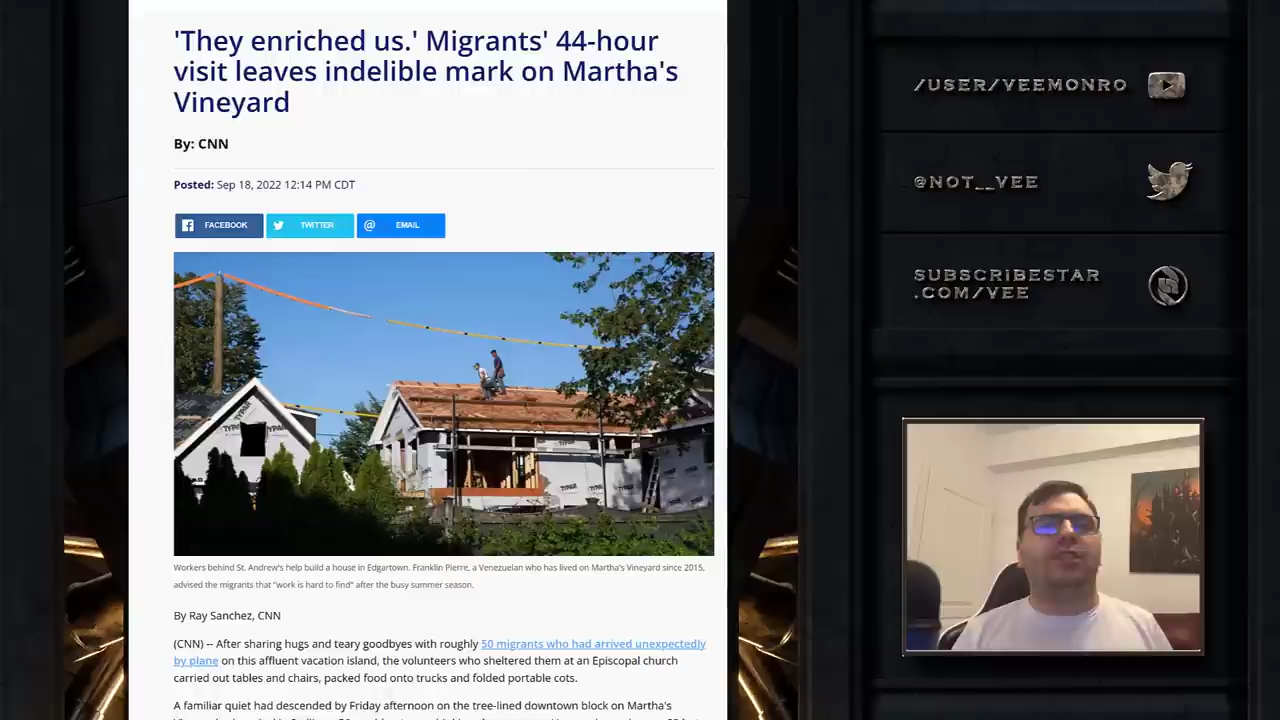 'They enriched us.' Migrants' 44-hour
visit leaves indelible mark on Martha's
Vineyard
By: CNN
Posted: Sep 18, 2022 12:14 PM CDT
FACEBOOK
TWITTER
@ EMAIL
TYPAR
TYPAR
TYPAR
Workers behind St. Andrew's help build a house in Edgartown. Franklin Pierre, a Venezuelan who has lived on Martha's Vineyard since 2015,
advised the migrants that "work is hard to find" after the busy summer season.
By Ray Sanchez, CNN
(CNN) -- After sharing hugs and teary goodbyes with roughly 50 migrants who had arrived unexpectedly
by plane on this affluent vacation island, the volunteers who sheltered them at an Episcopal church
carried out tables and chairs, packed food onto trucks and folded portable cots.
A familiar quiet had descended by Friday afternoon on the tree-lined downtown block on Martha's
/USER/VEEMONRO
@NOT__VEE
SUBSCRIBESTAR
.COM/VEE